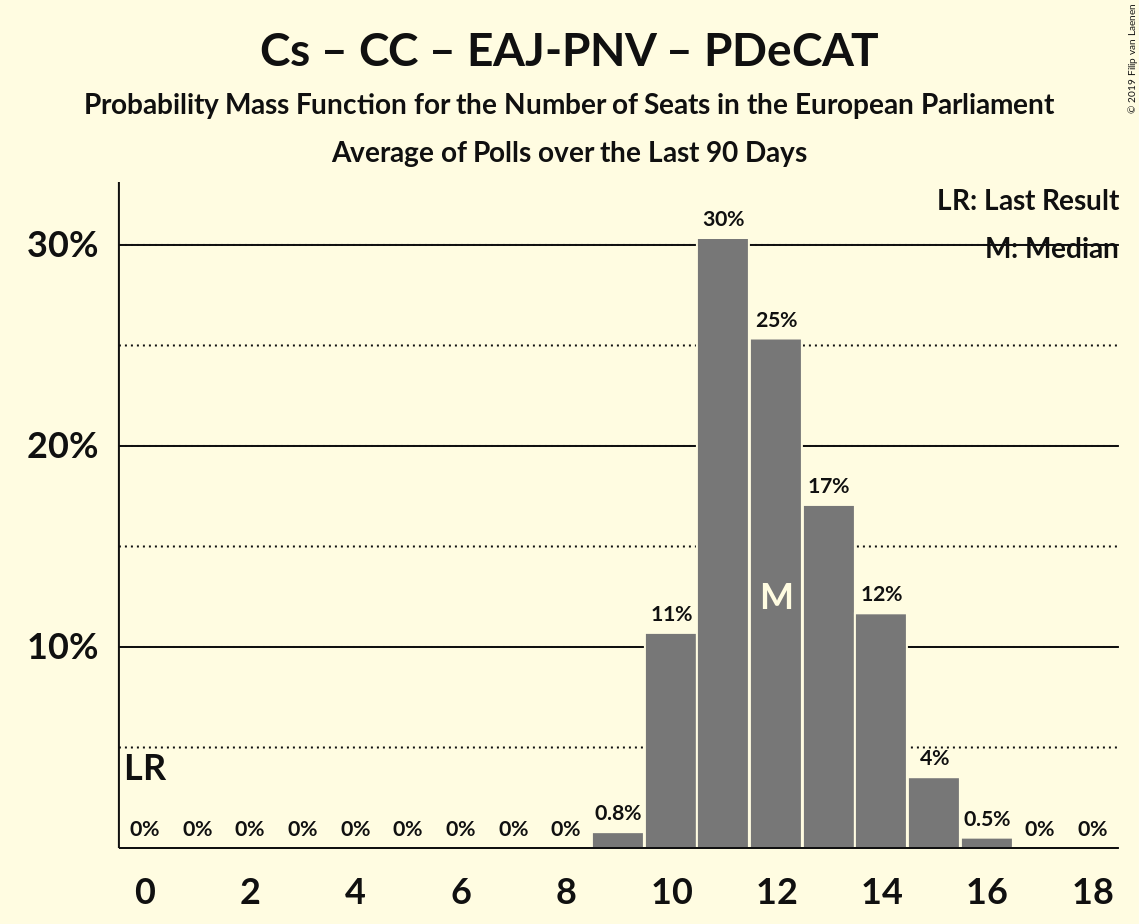 Cs – CC – EAJ-PNV – PDeCAT
Probability Mass Function for the Number of Seats in the European Parliament
Average of Polls over the Last 90 Days
© 2019 Filip van Laenen
LR: Last Result
M: Median
30%
20%
10%
30%
25%
17%
12%
11%
4%
0.8%
0.5%
0% 0% 0% 0% 0% 0% 0% 0% 0% 0% 0%
LR
M
0 2 4 6 8 10 12 14 16 18